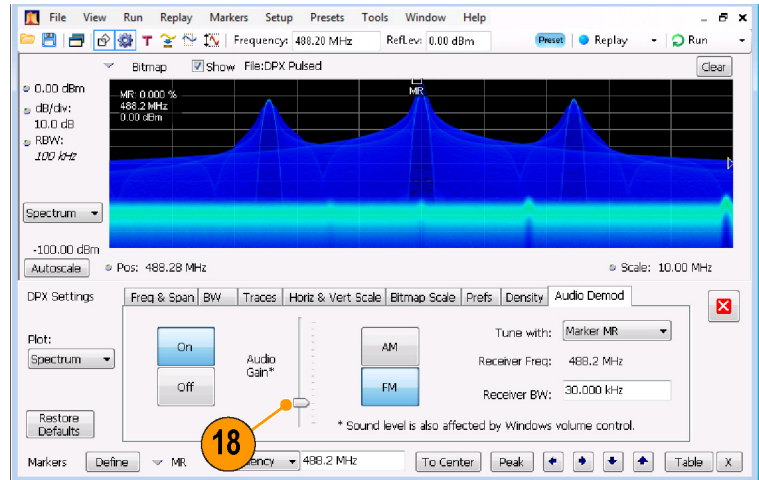 File View Run Replay Markers Setup Presets Tools Window Help
T Frequency: 488.20 MHz RefLev: 0.00 dBm Preset Replay Run
Bitmap Show File:DPX Pulsed Clear
0.00 dBm
dB/div:
10.0 dB
RBW:
100 kHz
MR: 0.000 %
488.2 MHz
0.00 dBm
MR
Spectrum
-100.00 dBm
Autoscale Pos: 488.28 MHz Scale: 10.00 MHz
DPX Settings Freq & Span BW Traces Horiz & Vert Scale Bitmap Scale Prefs Density Audio Demod
Plot:
Spectrum
On
Off
Audio
Gain*
AM
FM
Tune with: Marker MR
Receiver Freq: 488.2 MHz
Receiver BW: 30.000 kHz
* Sound level is also affected by Windows volume control.
Restore
Defaults
18
Markers Define MR 488.2 MHz To Center Peak Table X